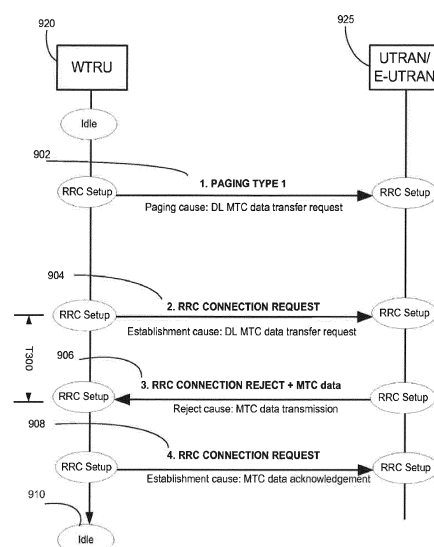 920
925
WTRU
UTRAN/
E-UTRAN
Idle
902
1. PAGING TYPE 1
RRC Setup
RRC Setup
Paging cause: DL MTC data transfer request
904
2. RRC CONNECTION REQUEST
RRC Setup
RRC Setup
Establishment cause: DL MTC data transfer request
T300
906
3. RRC CONNECTION REJECT + MTC data
RRC Setup
RRC Setup
Reject cause: MTC data transmission
908
4. RRC CONNECTION REQUEST
RRC Setup
RRC Setup
Establishment cause: MTC data acknowledgement
910
Idle